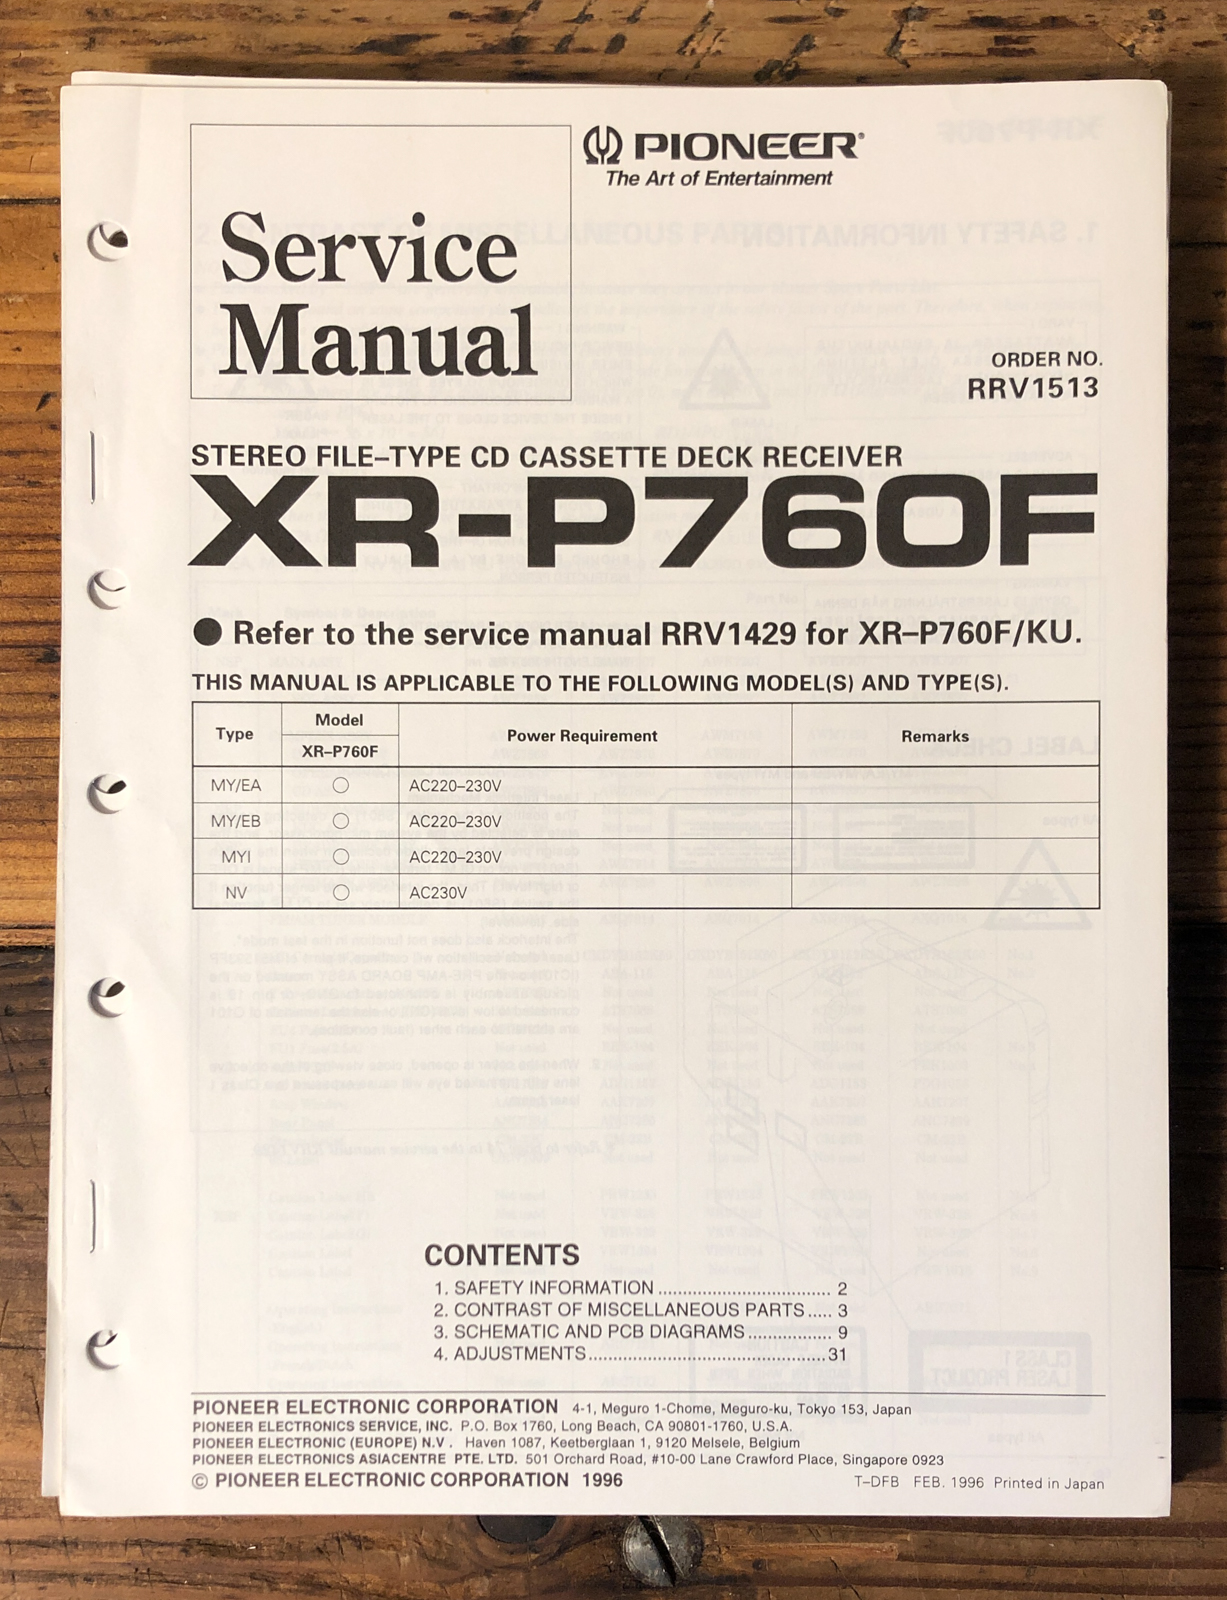 PIONEER®
The Art of Entertainment
Service
Manual
ORDER NO.
RRV1513
STEREO FILE–TYPE CD CASSETTE DECK RECEIVER
XR-P760F
● Refer to the service manual RRV1429 for XR–P760F/KU.
THIS MANUAL IS APPLICABLE TO THE FOLLOWING MODEL(S) AND TYPE(S).
Type Model Power Requirement Remarks
XR–P760F
MY/EA ○ AC220–230V
MY/EB ○ AC220–230V
MYI ○ AC220–230V
NV ○ AC230V
CONTENTS
1. SAFETY INFORMATION .................................. 2
2. CONTRAST OF MISCELLANEOUS PARTS ..... 3
3. SCHEMATIC AND PCB DIAGRAMS ................ 9
4. ADJUSTMENTS .............................................. 31
PIONEER ELECTRONIC CORPORATION 4-1, Meguro 1-Chome, Meguro-ku, Tokyo 153, Japan
PIONEER ELECTRONICS SERVICE, INC. P.O. Box 1760, Long Beach, CA 90801-1760, U.S.A.
PIONEER ELECTRONIC (EUROPE) N.V . Haven 1087, Keetberglaan 1, 9120 Melsele, Belgium
PIONEER ELECTRONICS ASIACENTRE PTE. LTD. 501 Orchard Road, #10-00 Lane Crawford Place, Singapore 0923
© PIONEER ELECTRONIC CORPORATION 1996
T–DFB FEB. 1996 Printed in Japan